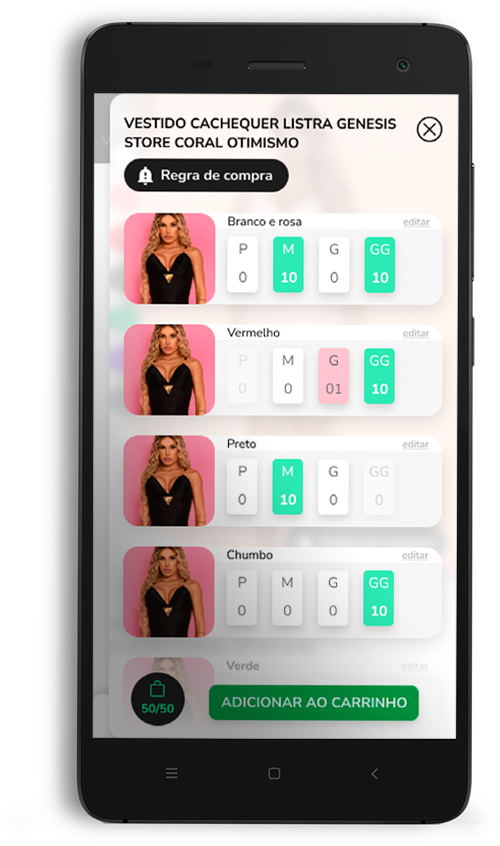 VESTIDO CACHEQUER LISTRA GENESIS
STORE CORAL OTIMISMO
Regra de compra
Branco e rosa editar
P M G GG
0 10 0 10
Vermelho editar
P M G GG
0 0 01 10
Preto editar
P M G GG
0 10 0 0
Chumbo editar
P M G GG
0 0 0 10
Verde editar
50/50
ADICIONAR AO CARRINHO